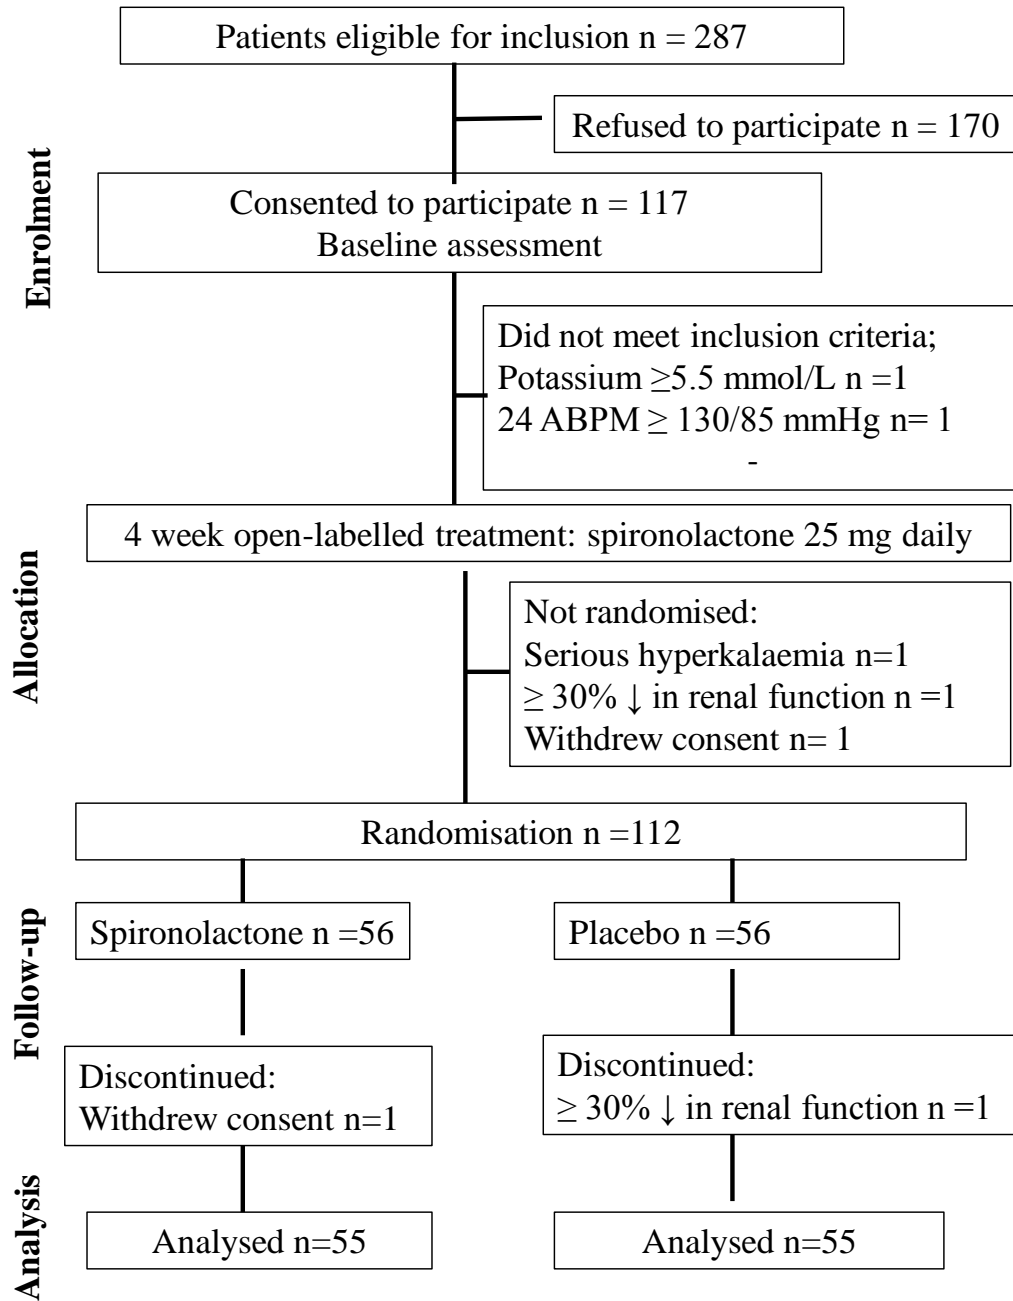 Patients eligible for inclusion n = 287
Refused to participate n = 170
Enrolment
Consented to participate n = 117
Baseline assessment
Did not meet inclusion criteria;
Potassium ≥5.5 mmol/L n =1
24 ABPM ≥ 130/85 mmHg n= 1
-
4 week open-labelled treatment: spironolactone 25 mg daily
Allocation
Not randomised:
Serious hyperkalaemia n=1
≥ 30% ↓ in renal function n =1
Withdrew consent n= 1
Randomisation n =112
Follow-up
Spironolactone n =56
Placebo n =56
Discontinued:
Withdrew consent n=1
Discontinued:
≥ 30% ↓ in renal function n =1
Analysis
Analysed n=55
Analysed n=55